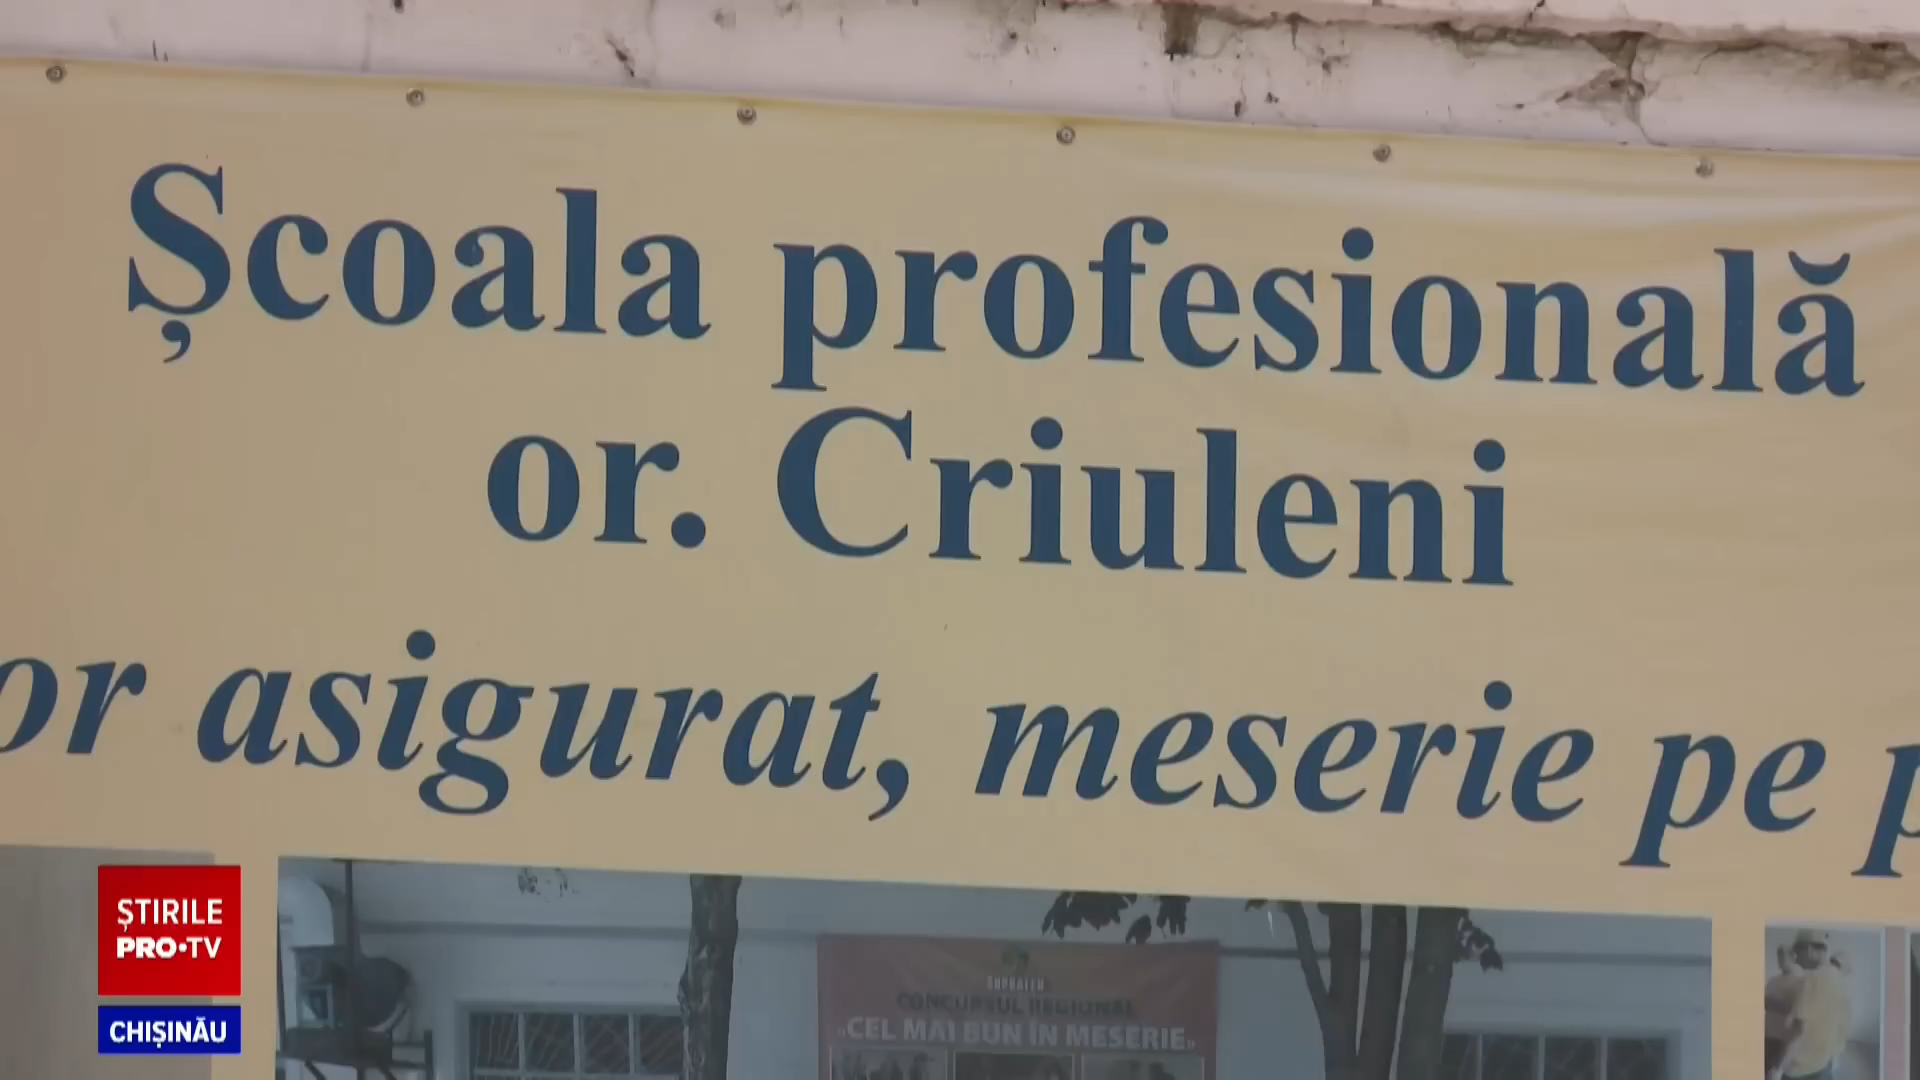 Școala profesională
or. Criuleni
or asigurat, meserie pe p
ȘTIRILE
PRO•TV
CHIȘINĂU
CONCURSUL REGIONAL
„CEL MAI BUN ÎN MESERIE„